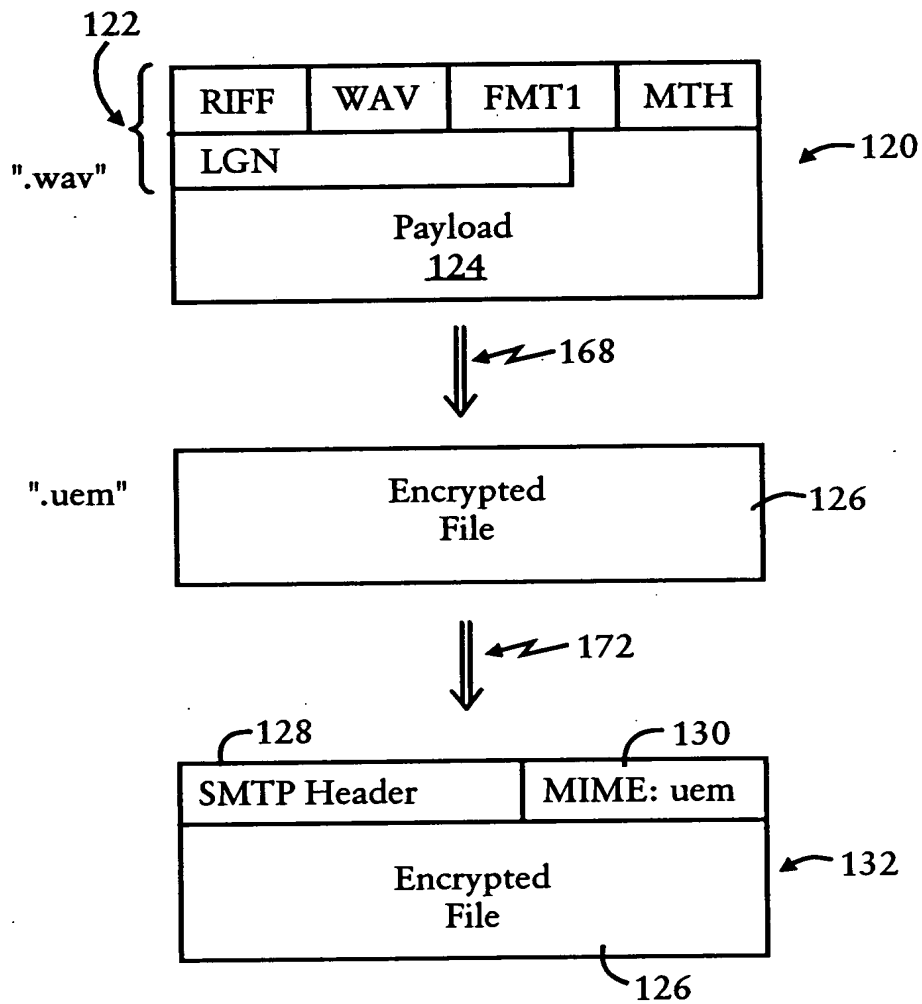 122
RIFF WAV FMT1 MTH
LGN
120
".wav"
Payload
124
168
".uem"
Encrypted
File
126
172
128
130
SMTP Header MIME: uem
132
Encrypted
File
126